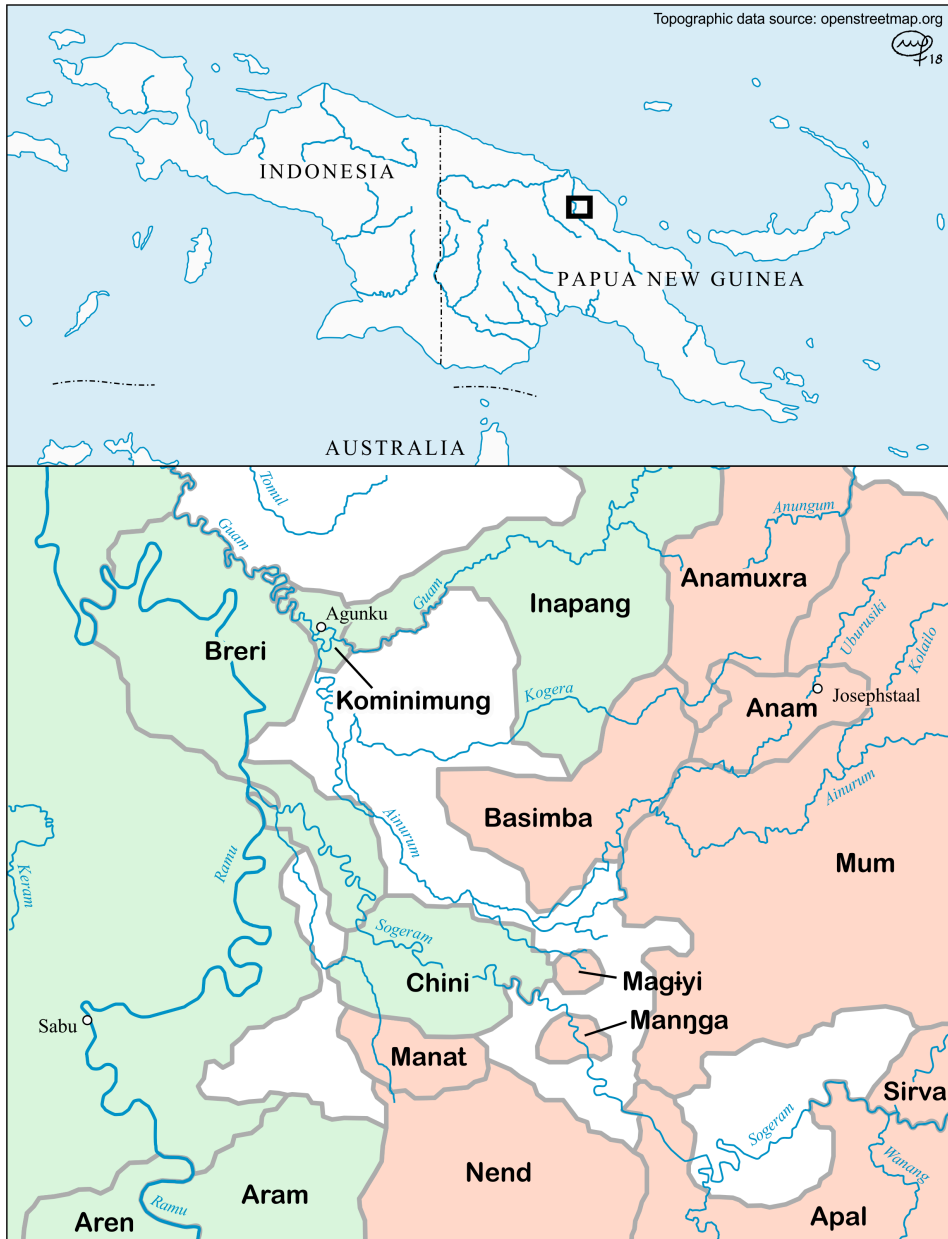 Topographic data source: openstreetmap.org
18
INDONESIA
PAPUA NEW GUINEA
AUSTRALIA
Tomul
Guam
Anungum
Anamuxra
Inapang
Guam
Agunku
Uburusiki
Kolailo
Breri
Kominimung
Kogera
Anam
Josephstaal
Ainurum
Ainurum
Basimba
Mum
Keram
Ramu
Sogeram
Chini
Magɨyi
Manŋga
Sabu
Manat
Sirva
Sogeram
Wanang
Nend
Aram
Ramu
Aren
Apal